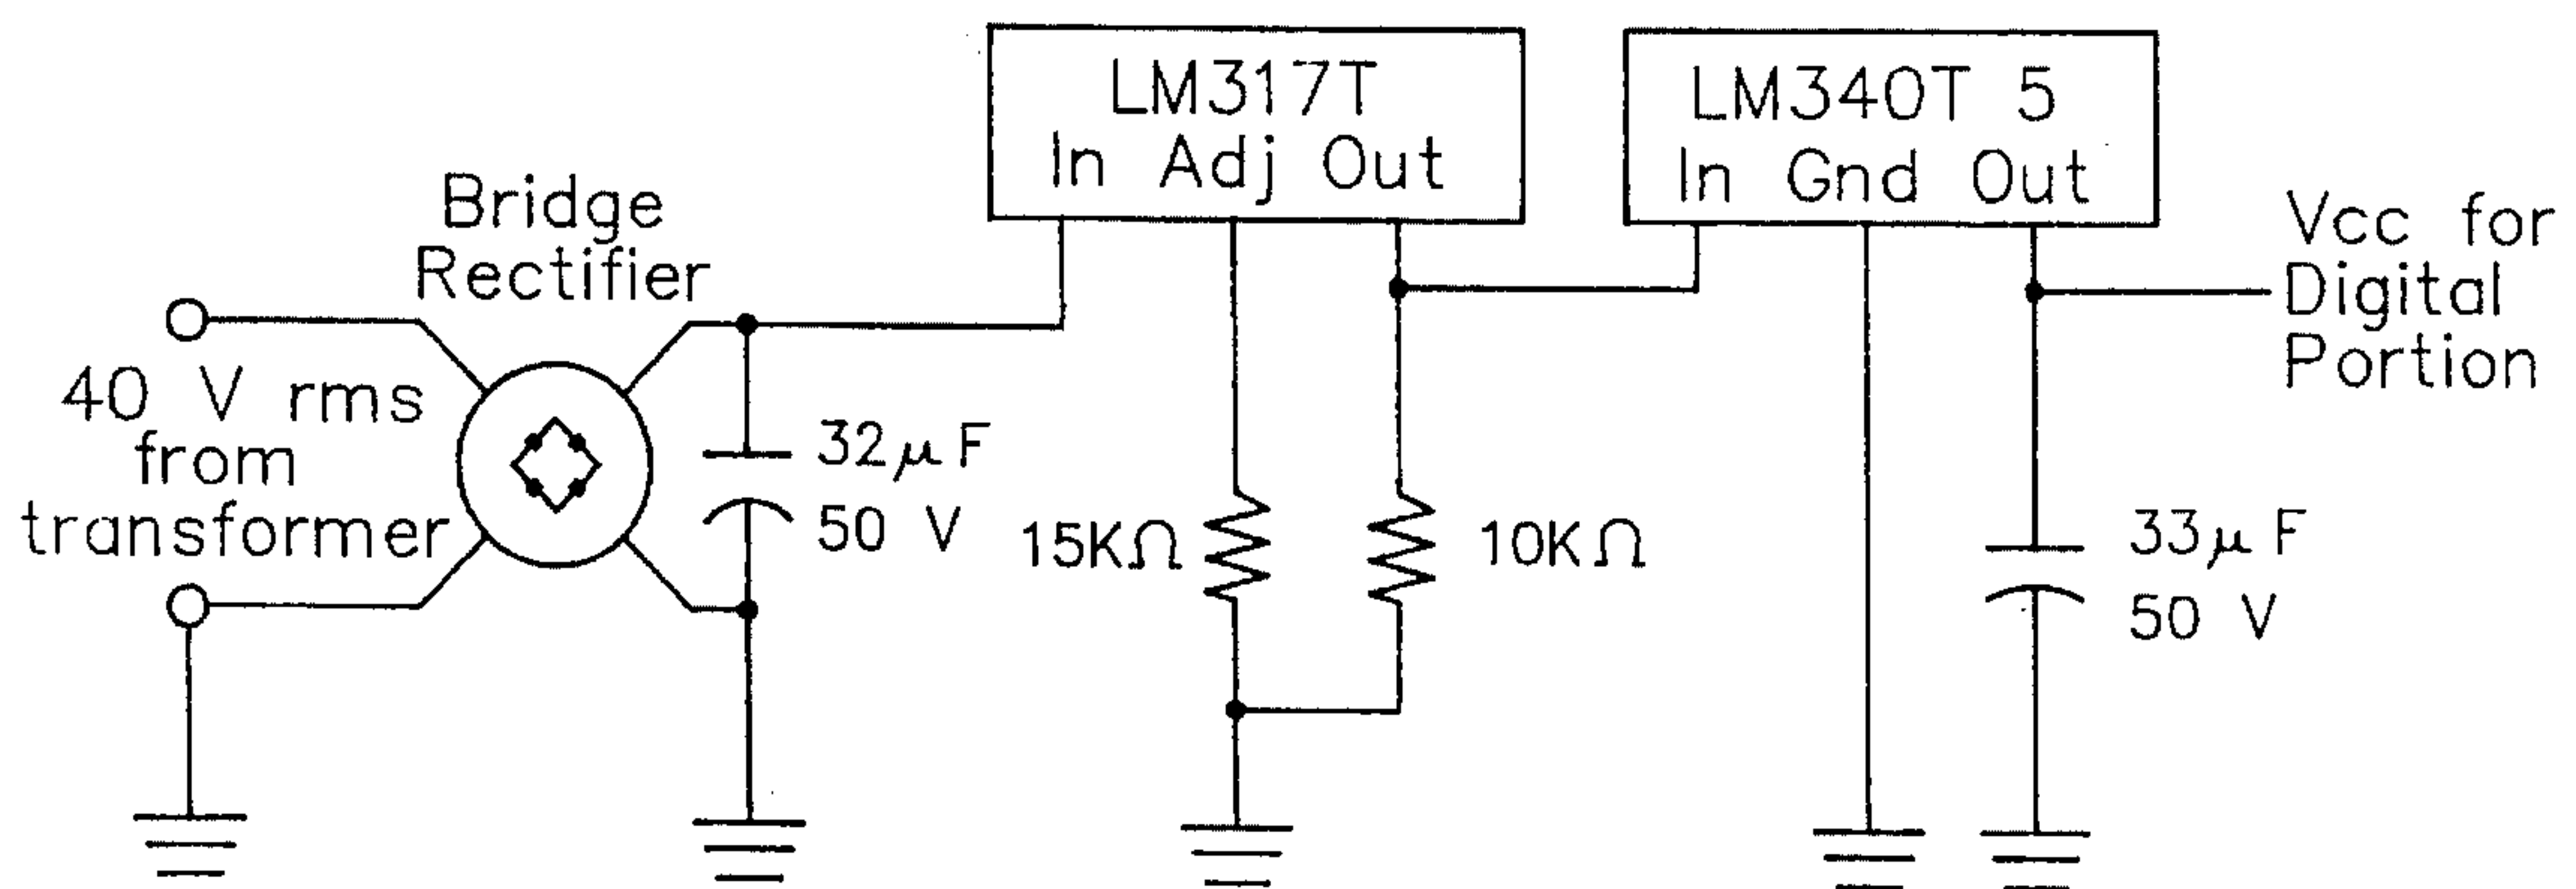 LM317T
In Adj Out
LM340T 5
In Gnd Out
Bridge
Rectifier
Vcc for
Digital
Portion
40 V rms
from
transformer
32µF
50 V
15KΩ
10KΩ
33µF
50 V